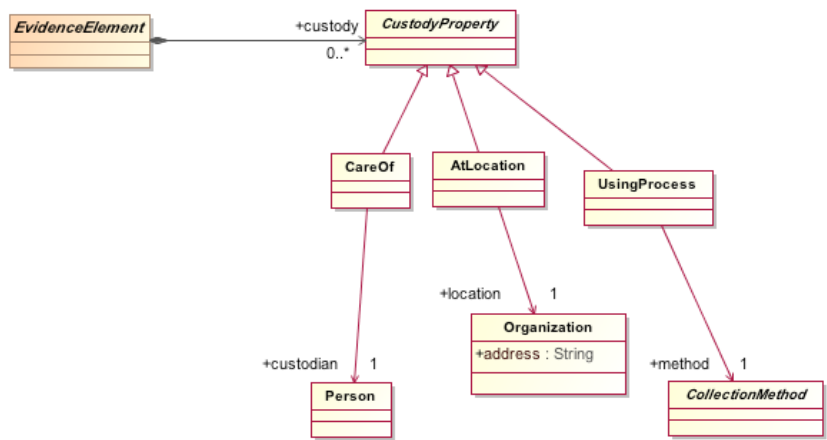 EvidenceElement
+custody
0..*
CustodyProperty
CareOf
AtLocation
UsingProcess
+location 1
Organization
+address : String
+custodian 1
Person
+method 1
CollectionMethod